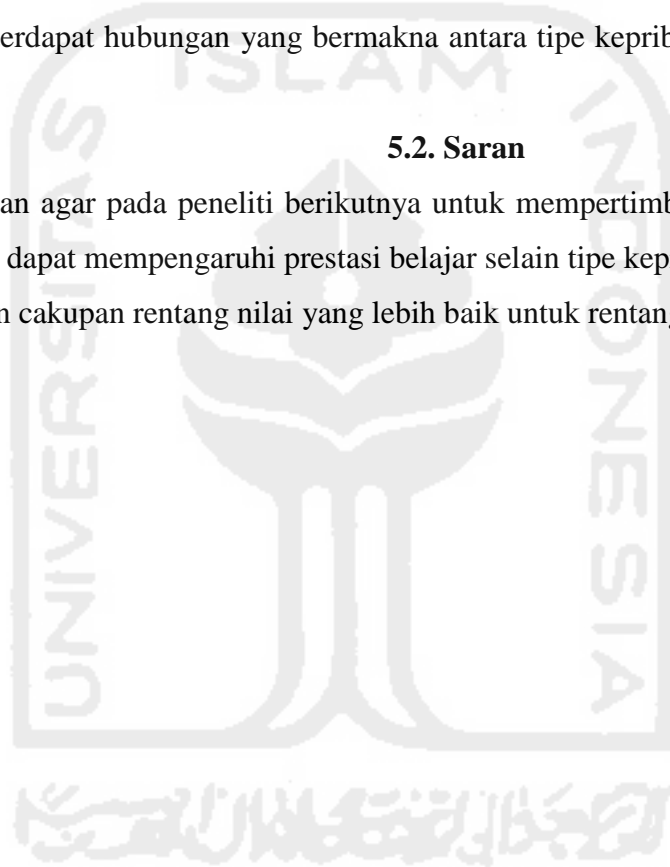 erdapat hubungan yang bermakna antara tipe keprib
ISLAM
5.2. Saran
an agar pada peneliti berikutnya untuk mempertimb
dapat mempengaruhi prestasi belajar selain tipe kep
n cakupan rentang nilai yang lebih baik untuk rentang
UNIVERSITAS
INDONESIA